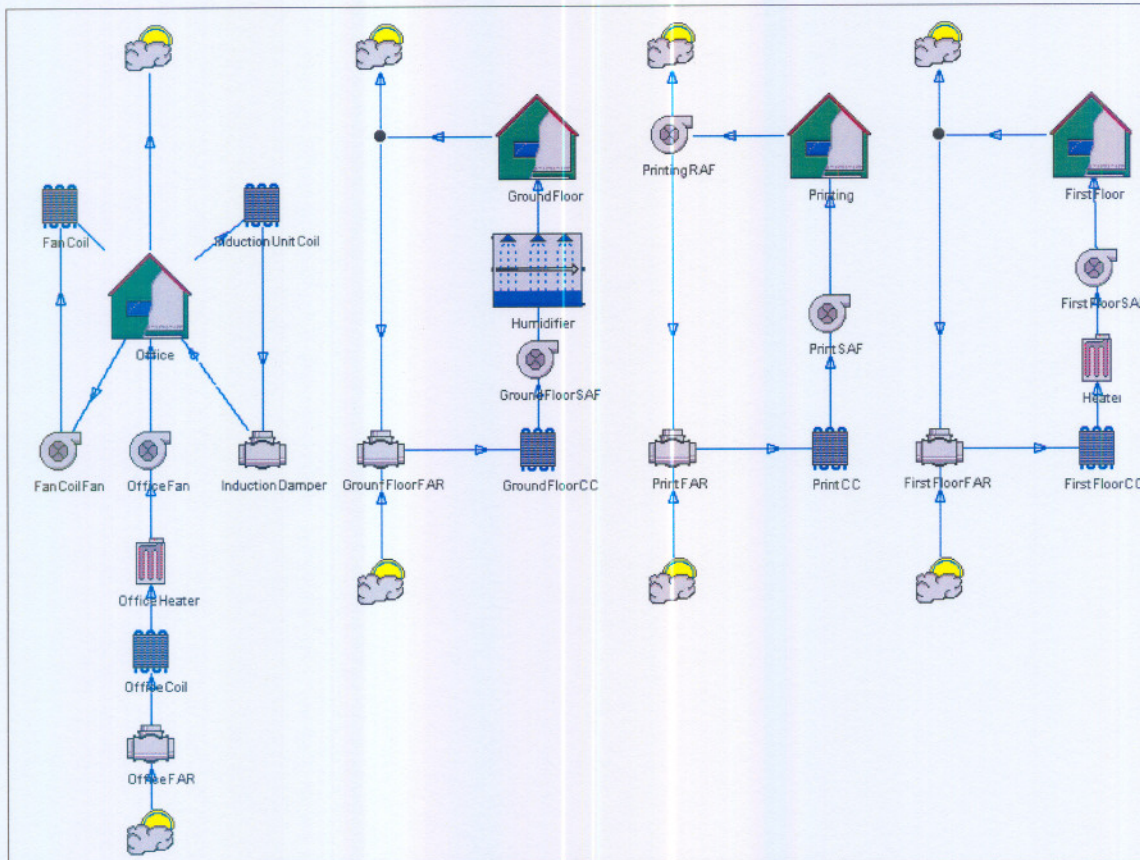 Fan Coil
Induction Unit Coil
Office
Fan Coil Fan
Office Fan
Induction Damper
Office Heater
Office Coil
Office FAR
Ground Floor
Humidifier
Ground Floor SAF
Ground Floor FAR
Ground Floor CC
Printing RAF
Printing
Print SAF
Print FAR
Print CC
First Floor
First Floor SAF
Heater
First Floor FAR
First Floor CC